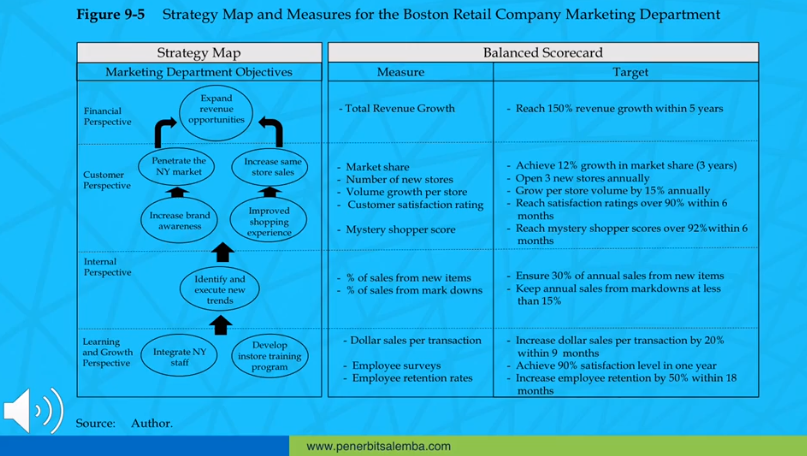 Figure 9-5 Strategy Map and Measures for the Boston Retail Company Marketing Department
Strategy Map
Balanced Scorecard
Marketing Department Objectives
Measure
Target
Financial
Perspective
Expand
revenue
opportunities
- Total Revenue Growth
- Reach 150% revenue growth within 5 years
Customer
Perspective
Penetrate the
NY market
Increase same
store sales
Increase brand
awareness
Improved
shopping
experience
- Market share
- Number of new stores
- Volume growth per store
- Customer satisfaction rating
- Mystery shopper score
- Achieve 12% growth in market share (3 years)
- Open 3 new stores annually
- Grow per store volume by 15% annually
- Reach satisfaction ratings over 90% within 6
months
- Reach mystery shopper scores over 92%within 6
months
Internal
Perspective
Identify and
execute new
trends
- % of sales from new items
- % of sales from mark downs
- Ensure 30% of annual sales from new items
- Keep annual sales from markdowns at less
than 15%
Learning
and Growth
Perspective
Integrate NY
staff
Develop
instore training
program
- Dollar sales per transaction
- Employee surveys
- Employee retention rates
- Increase dollar sales per transaction by 20%
within 9 months
- Achieve 90% satisfaction level in one year
- Increase employee retention by 50% within 18
months
Source: Author.
www.penerbitsalemba.com